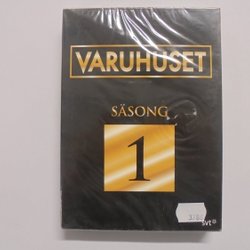 VARUHUSET
SÄSONG
1
svt